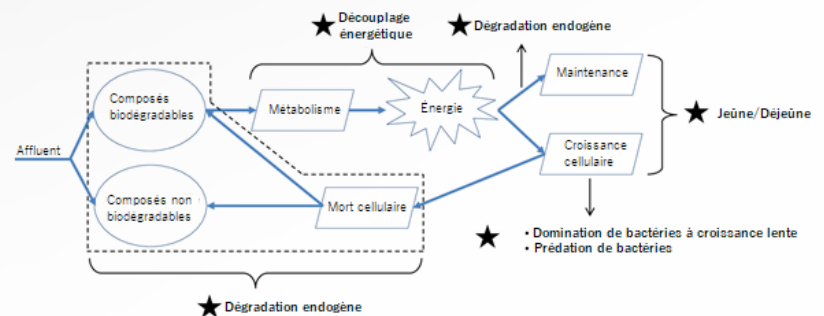 Découplage
énergétique
Dégradation endogène
Composés
biodégradables
Métabolisme
Énergie
Maintenance
Jeûne/Déjeûne
Affluent
Croissance
cellulaire
Composés non
biodégradables
Mort cellulaire
• Domination de bactéries à croissance lente
• Prédation de bactéries
Dégradation endogène